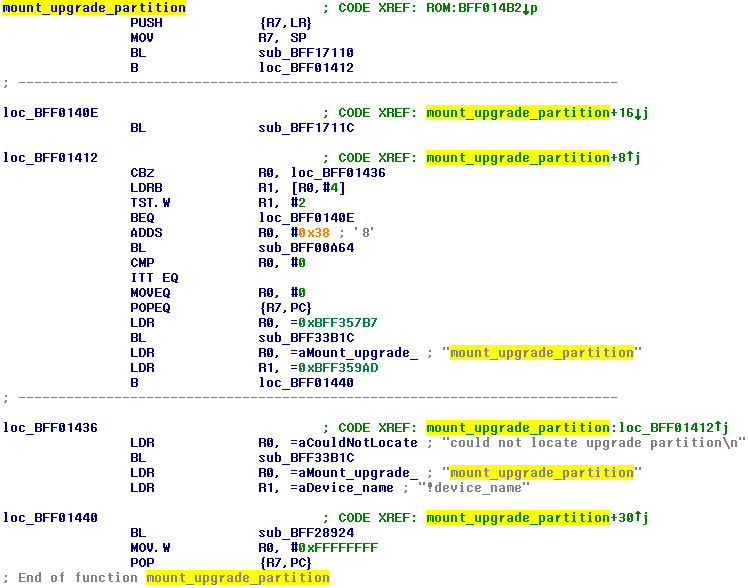 mount_upgrade_partition ; CODE XREF: ROM:BFF014B2↓p
PUSH {R7,LR}
MOV R7, SP
BL sub_BFF17110
B loc_BFF01412
; ---------------------------------------------------------------------------
loc_BFF0140E ; CODE XREF: mount_upgrade_partition+16↓j
BL sub_BFF1711C
loc_BFF01412 ; CODE XREF: mount_upgrade_partition+8↑j
CBZ R0, loc_BFF01436
LDRB R1, [R0,#4]
TST.W R1, #2
BEQ loc_BFF0140E
ADDS R0, #0x38 ; '8'
BL sub_BFF00A64
CMP R0, #0
ITT EQ
MOVEQ R0, #0
POPEQ {R7,PC}
LDR R0, =0xBFF357B7
BL sub_BFF33B1C
LDR R0, =aMount_upgrade_ ; "mount_upgrade_partition"
LDR R1, =0xBFF359AD
B loc_BFF01440
; ---------------------------------------------------------------------------
loc_BFF01436 ; CODE XREF: mount_upgrade_partition:loc_BFF01412↑j
LDR R0, =aCouldNotLocate ; "could not locate upgrade partition\n"
BL sub_BFF33B1C
LDR R0, =aMount_upgrade_ ; "mount_upgrade_partition"
LDR R1, =aDevice_name ; "!device_name"
loc_BFF01440 ; CODE XREF: mount_upgrade_partition+30↑j
BL sub_BFF28924
MOV.W R0, #0xFFFFFFFF
POP {R7,PC}
; End of function mount_upgrade_partition